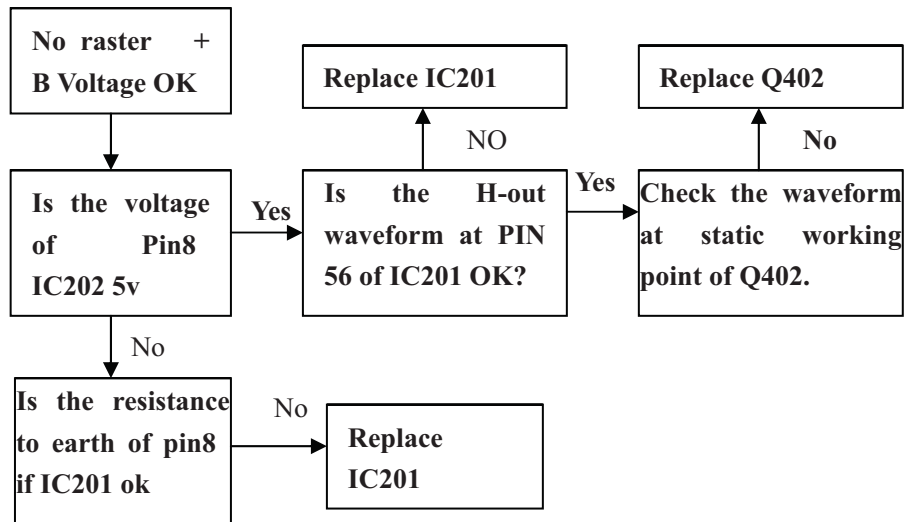 No raster +
B Voltage OK
Replace IC201
Replace Q402
NO
No
Is the voltage
of Pin8
IC202 5v
Yes
Is the H-out
waveform at PIN
56 of IC201 OK?
Yes
Check the waveform
at static working
point of Q402.
No
Is the resistance
to earth of pin8
if IC201 ok
No
Replace
IC201